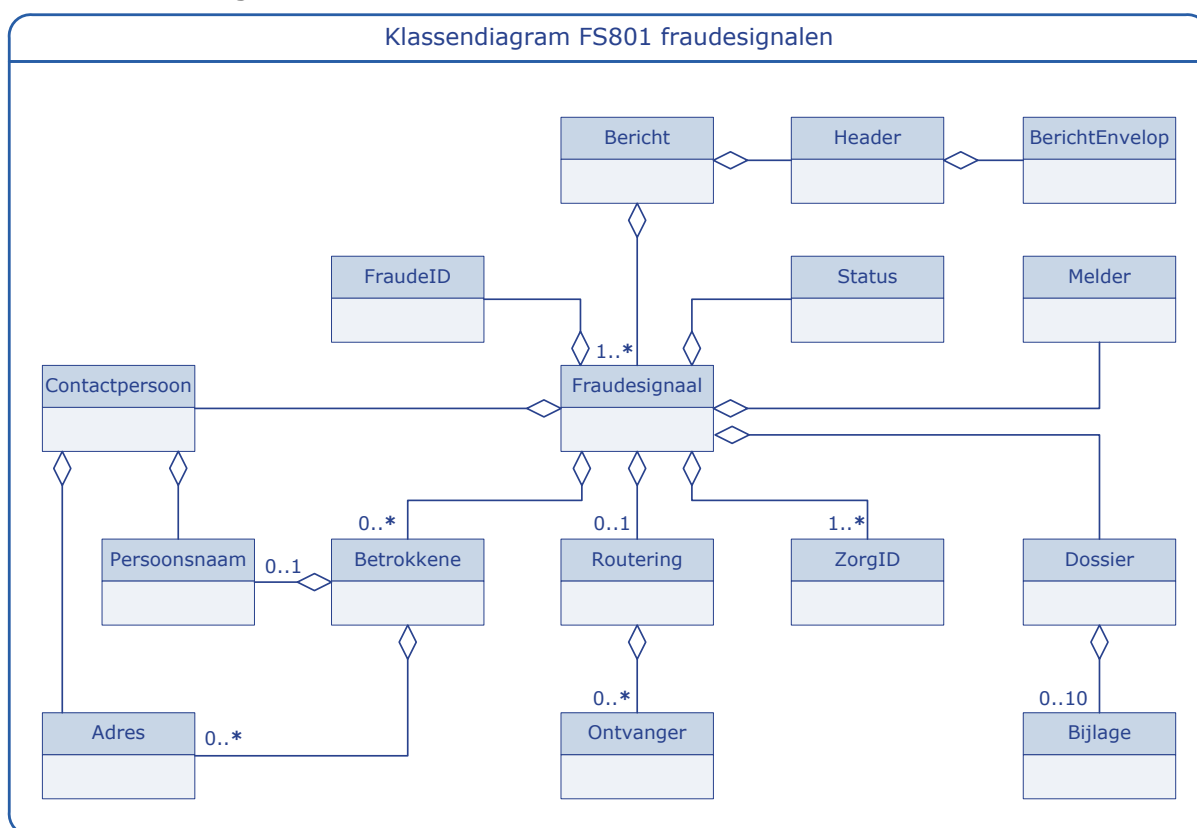 Klassendiagram FS801 fraudesignalen
Bericht
Header
BerichtEnvelop
FraudeID
Status
Melder
1..*
Contactpersoon
Fraudesignaal
0..*
0..1
1..*
Persoonsnaam
0..1
Betrokkene
Routering
ZorgID
Dossier
0..*
0..10
Adres
0..*
Ontvanger
Bijlage